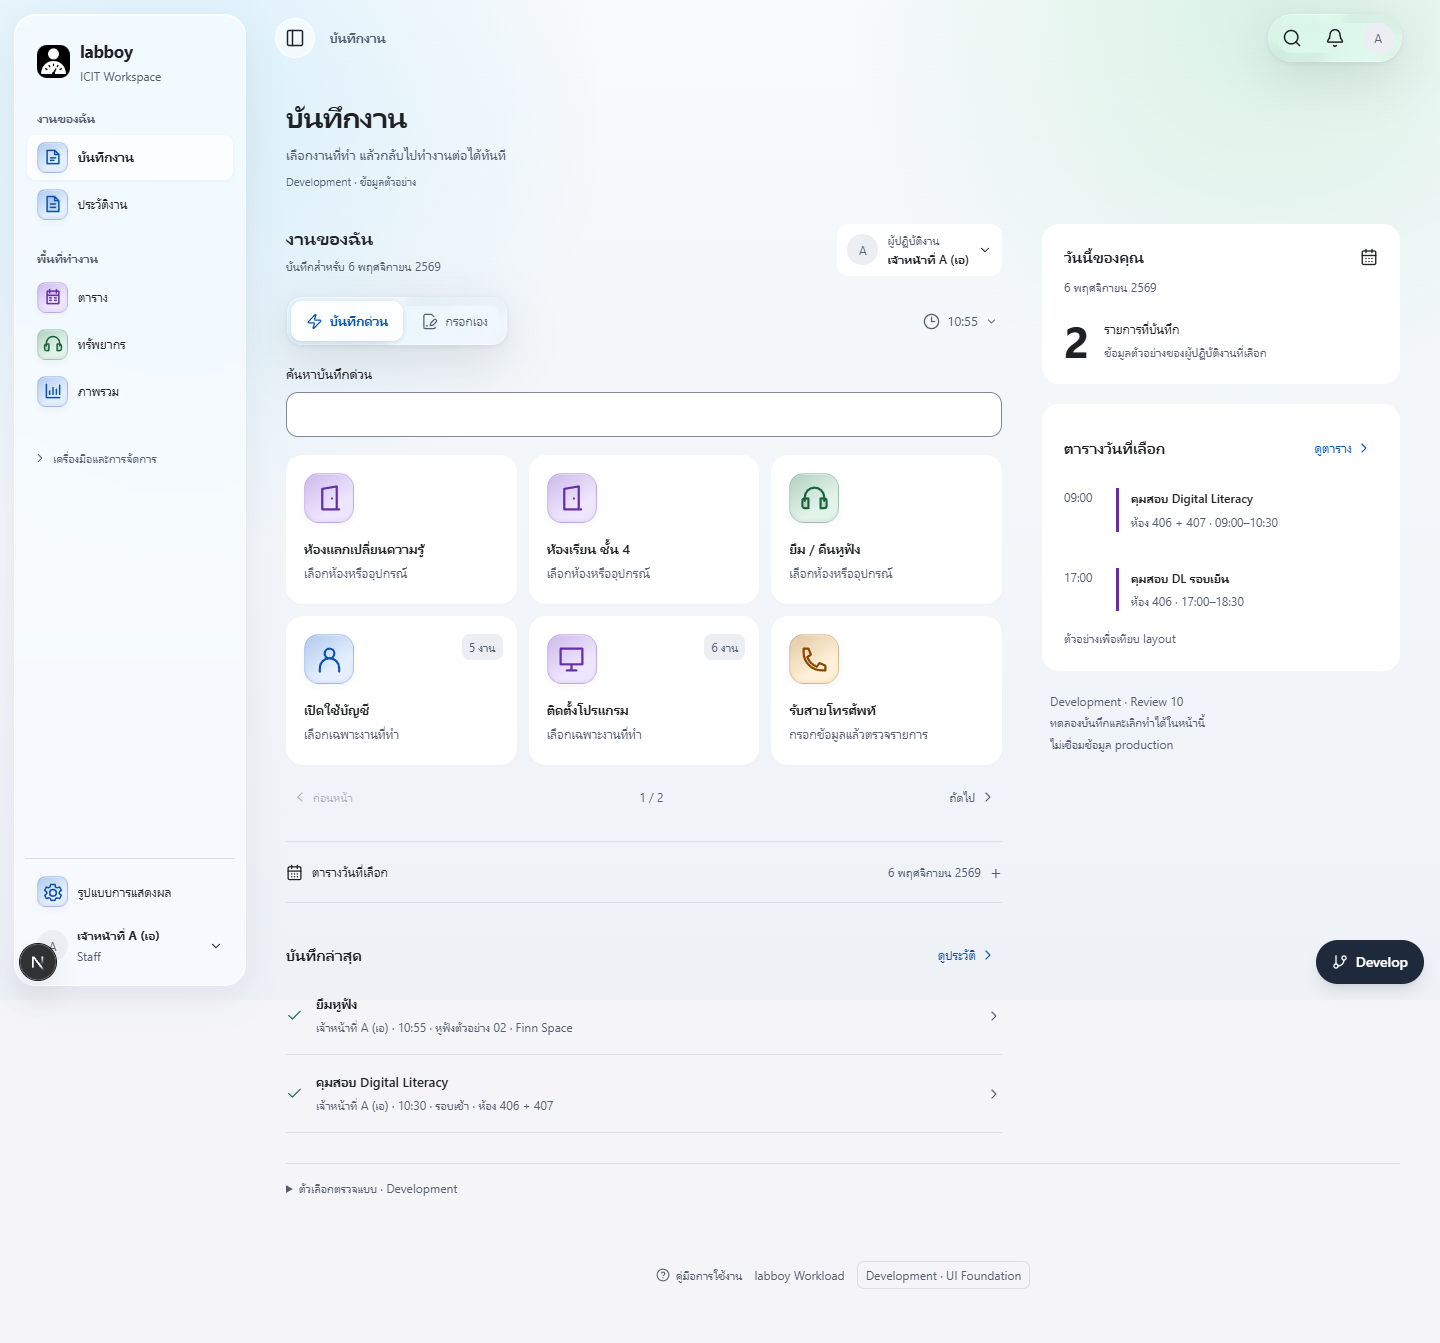 labboy
ICIT Workspace
งานของฉัน
บันทึกงาน
ประวัติงาน
พื้นที่ทำงาน
ตาราง
ทรัพยากร
ภาพรวม
เครื่องมือและการจัดการ
รูปแบบการแสดงผล
A
เจ้าหน้าที่ A (เอ)
Staff
N
บันทึกงาน
A
บันทึกงาน
เลือกงานที่ทำ แล้วกลับไปทำงานต่อได้ทันที
Development · ข้อมูลตัวอย่าง
งานของฉัน
บันทึกสำหรับ 6 พฤศจิกายน 2569
A
ผู้ปฏิบัติงาน
เจ้าหน้าที่ A (เอ)
บันทึกด่วน
กรอกเอง
10:55
ค้นหาบันทึกด่วน
ห้องแลกเปลี่ยนความรู้
เลือกห้องหรืออุปกรณ์
ห้องเรียน ชั้น 4
เลือกห้องหรืออุปกรณ์
ยืม / คืนหูฟัง
เลือกห้องหรืออุปกรณ์
5 งาน
เปิดใช้บัญชี
เลือกเฉพาะงานที่ทำ
6 งาน
ติดตั้งโปรแกรม
เลือกเฉพาะงานที่ทำ
รับสายโทรศัพท์
กรอกข้อมูลแล้วตรวจรายการ
ก่อนหน้า
1 / 2
ถัดไป
ตารางวันที่เลือก
6 พฤศจิกายน 2569
+
บันทึกล่าสุด
ดูประวัติ
ยืมหูฟัง
เจ้าหน้าที่ A (เอ) · 10:55 · หูฟังตัวอย่าง 02 · Finn Space
คุมสอบ Digital Literacy
เจ้าหน้าที่ A (เอ) · 10:30 · รอบเช้า · ห้อง 406 + 407
วันนี้ของคุณ
6 พฤศจิกายน 2569
2
รายการที่บันทึก
ข้อมูลตัวอย่างของผู้ปฏิบัติงานที่เลือก
ตารางวันที่เลือก
ดูตาราง
09:00
คุมสอบ Digital Literacy
ห้อง 406 + 407 · 09:00–10:30
17:00
คุมสอบ DL รอบเย็น
ห้อง 406 · 17:00–18:30
ตัวอย่างเพื่อเทียบ layout
Development · Review 10
ทดลองบันทึกและเลิกทำได้ในหน้านี้
ไม่เชื่อมข้อมูล production
Develop
ตัวเลือกตรวจแบบ · Development
คู่มือการใช้งาน
labboy Workload
Development · UI Foundation